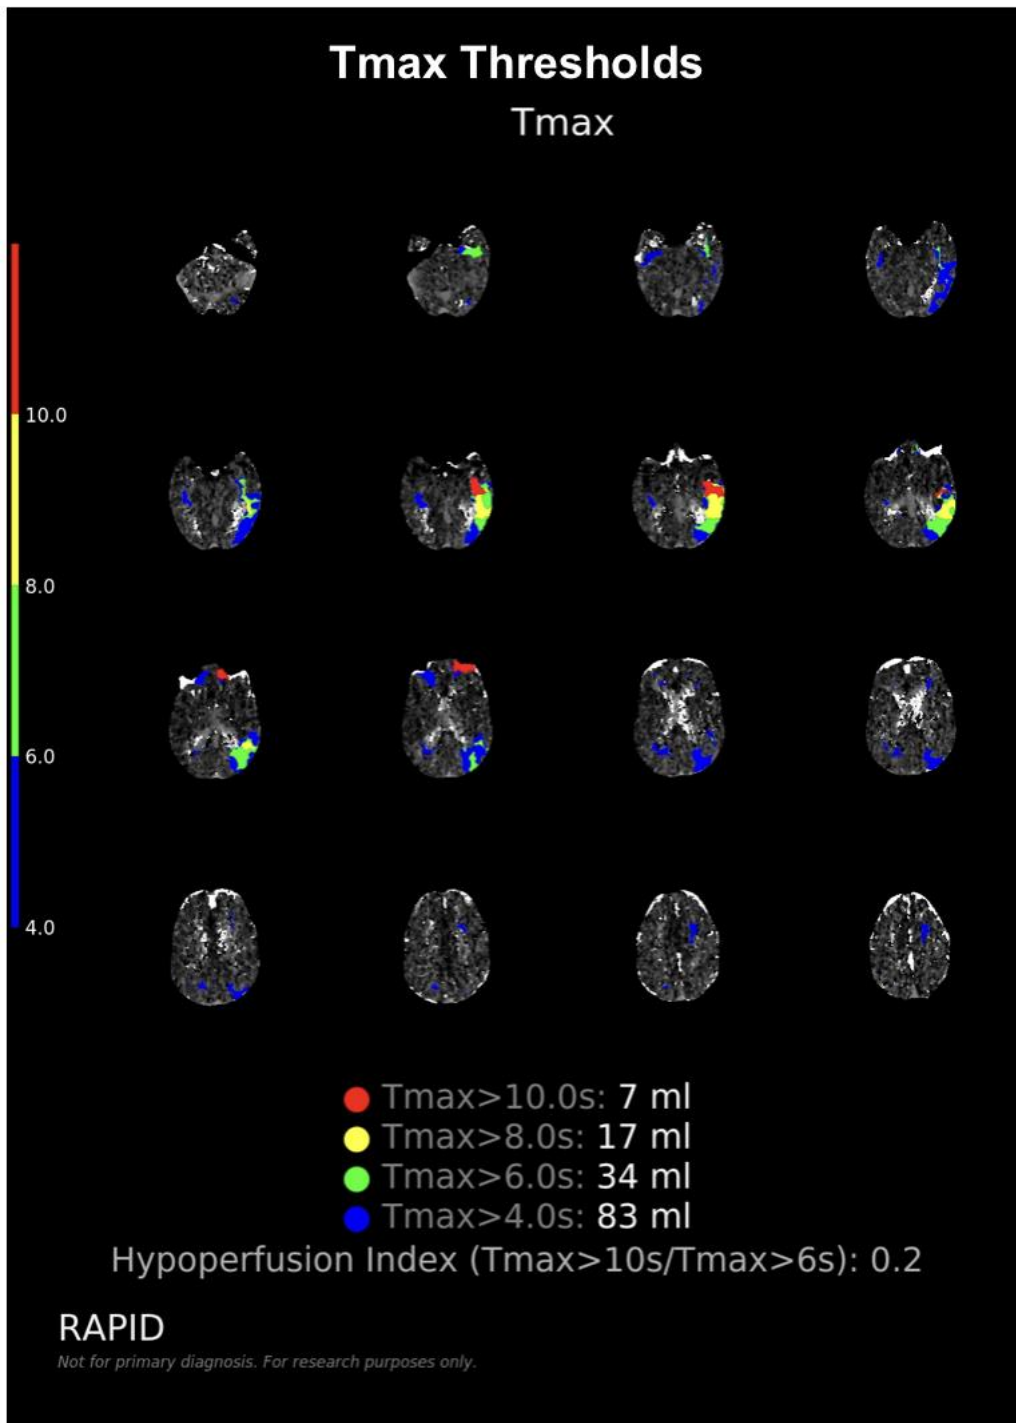 Tmax Thresholds
Tmax
10.0
8.0
6.0
4.0
Tmax>10.0s: 7 ml
Tmax>8.0s: 17 ml
Tmax>6.0s: 34 ml
Tmax>4.0s: 83 ml
Hypoperfusion Index (Tmax>10s/Tmax>6s): 0.2
RAPID
Not for primary diagnosis. For research purposes only.